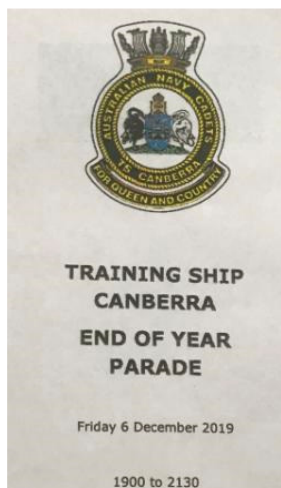 AUSTRALIAN NAVY CADETS
TS CANBERRA
FOR QUEEN AND COUNTRY
TRAINING SHIP
CANBERRA
END OF YEAR
PARADE
Friday 6 December 2019
1900 to 2130